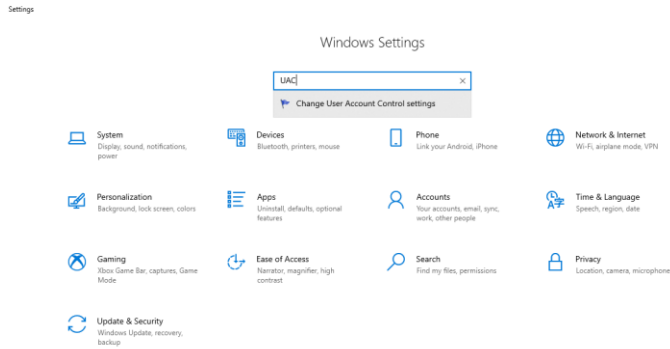 Settings
Windows Settings
UAC
Change User Account Control settings
System
Display, sound, notifications,
power
Devices
Bluetooth, printers, mouse
Phone
Link your Android, iPhone
Network & Internet
Wi-Fi, airplane mode, VPN
Personalization
Background, lock screen, colors
Apps
Uninstall, defaults, optional
features
Accounts
Your accounts, email, sync,
work, other people
Time & Language
Speech, region, date
Gaming
Xbox Game Bar, captures, Game
Mode
Ease of Access
Narrator, magnifier, high
contrast
Search
Find my files, permissions
Privacy
Location, camera, microphone
Update & Security
Windows Update, recovery,
backup